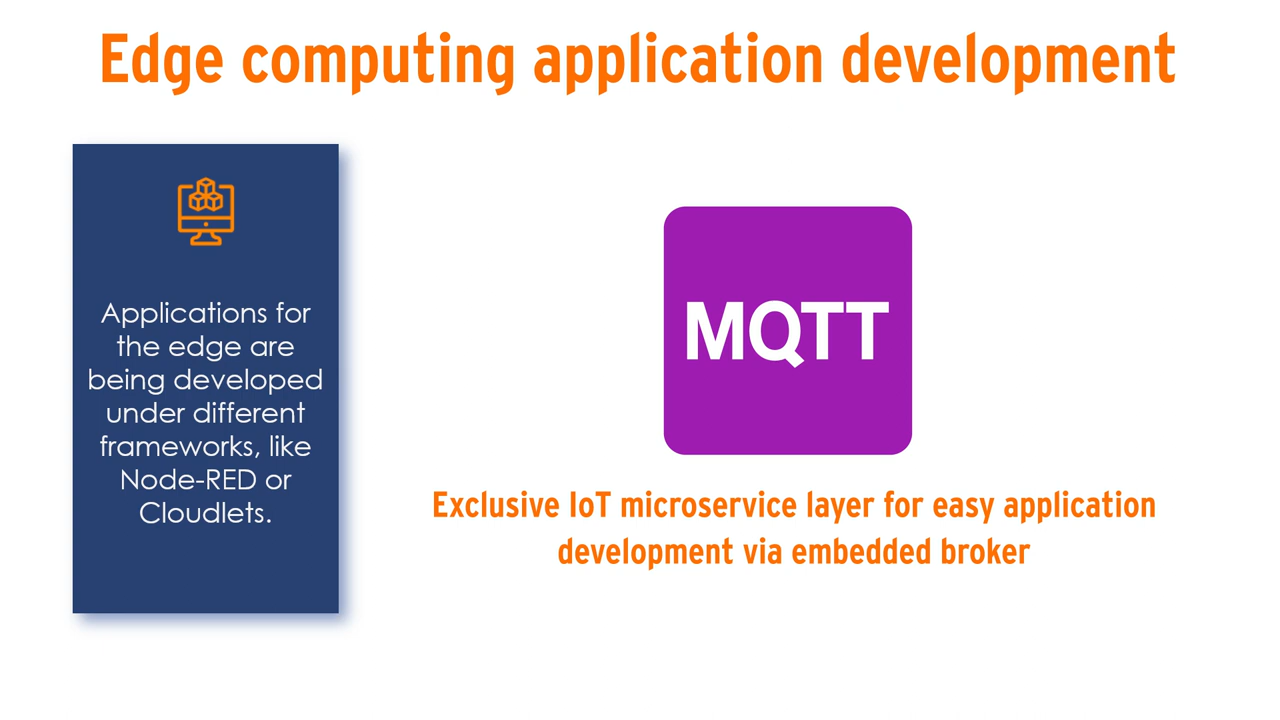 Edge computing application development
Applications for
the edge are
being developed
under different
frameworks, like
Node-RED or
Cloudlets.
MQTT
Exclusive IoT microservice layer for easy application
development via embedded broker